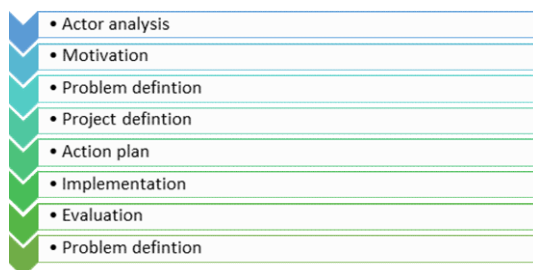 • Actor analysis
• Motivation
• Problem defintion
• Project defintion
• Action plan
• Implementation
• Evaluation
• Problem defintion